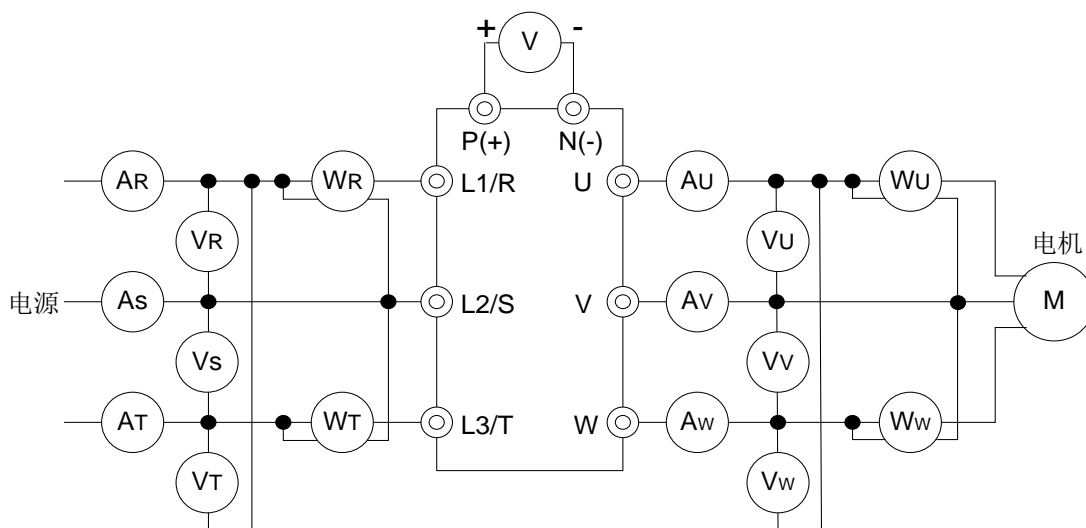 + V -
P(+) N(-)
AR WR L1/R U AU WU
VR VU 电机
电源 As L2/S V AV M
Vs VV
AT WT L3/T W AW WW
VT VW